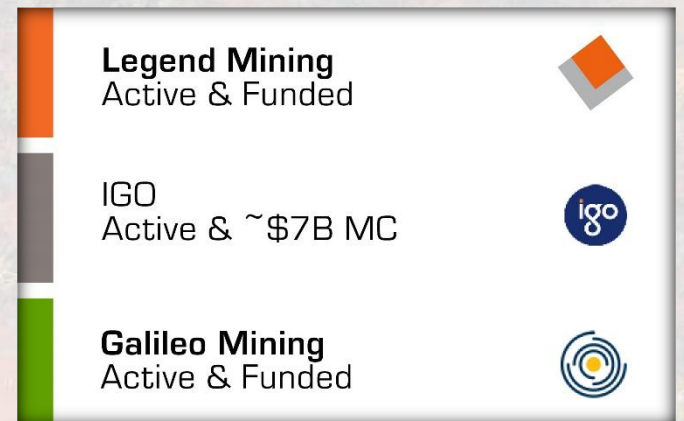 Legend Mining
Active & Funded
IGO
Active & ~$7B MC
igo
Galileo Mining
Active & Funded